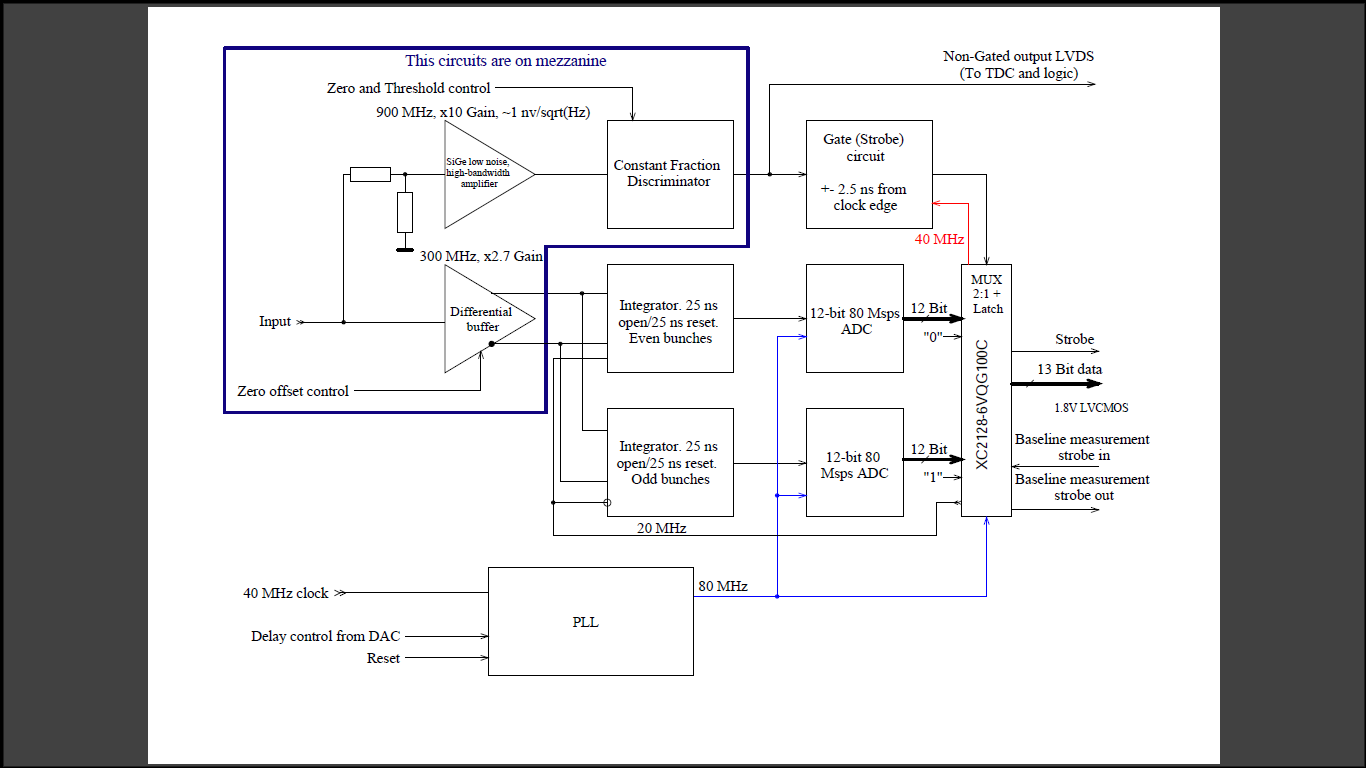 This circuits are on mezzanine
Non-Gated output LVDS
(To TDC and logic)
Zero and Threshold control
900 MHz, x10 Gain, ~1 nv/sqrt(Hz)
SiGe low noise,
high-bandwidth
amplifier
Constant Fraction
Discriminator
Gate (Strobe)
circuit
+- 2.5 ns from
clock edge
40 MHz
300 MHz, x2.7 Gain
Differential
buffer
Input
Zero offset control
Integrator. 25 ns
open/25 ns reset.
Even bunches
12-bit 80 Msps
ADC
12 Bit
"0"
MUX
2:1 +
Latch
XC2128-6VQG100C
Strobe
13 Bit data
1.8V LVCMOS
Integrator. 25 ns
open/25 ns reset.
Odd bunches
12-bit 80
Msps ADC
12 Bit
"1"
Baseline measurement
strobe in
Baseline measurement
strobe out
20 MHz
40 MHz clock
Delay control from DAC
Reset
PLL
80 MHz